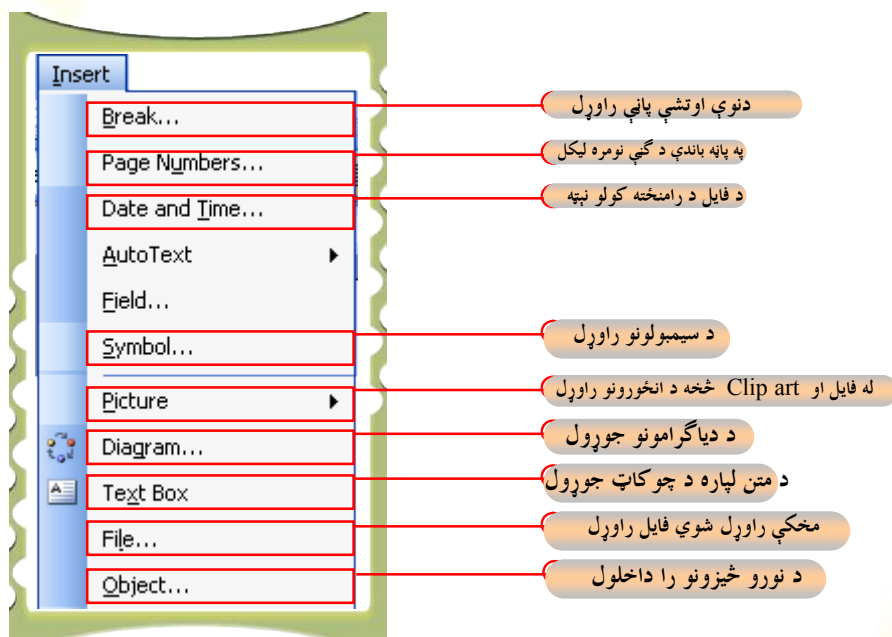 Insert
Break...
دنوې اوتشې پاڼې راوړل
Page Numbers...
په پاڼه باندې د گڼې نومره ليکل
Date and Time...
د فايل د رامنځته کولو نېټه
AutoText
Field...
Symbol...
د سيمبولونو راوړل
Picture
له فايل او Clip art څخه د انځورونو راوړل
Diagram...
د دياگرامونو جوړول
Text Box
د متن لپاره د چوکاټ جوړول
File...
مخکې راوړل شوي فايل راوړل
Object...
د نورو څيزونو را داخلول